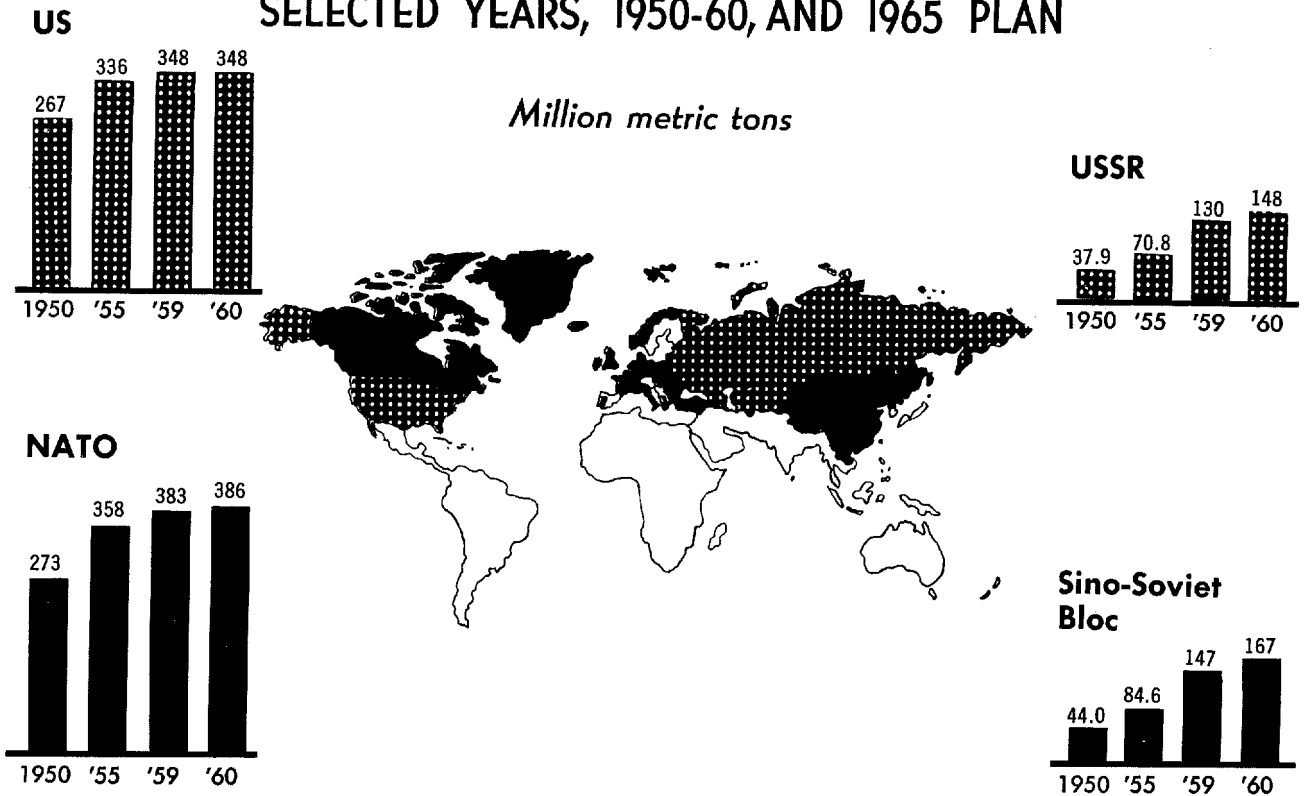 SELECTED YEARS, 1950-60, AND 1965 PLAN
Million metric tons
US
267 336 348 348
1950 '55 '59 '60
USSR
37.9 70.8 130 148
1950 '55 '59 '60
NATO
273 358 383 386
1950 '55 '59 '60
Sino-Soviet
Bloc
44.0 84.6 147 167
1950 '55 '59 '60